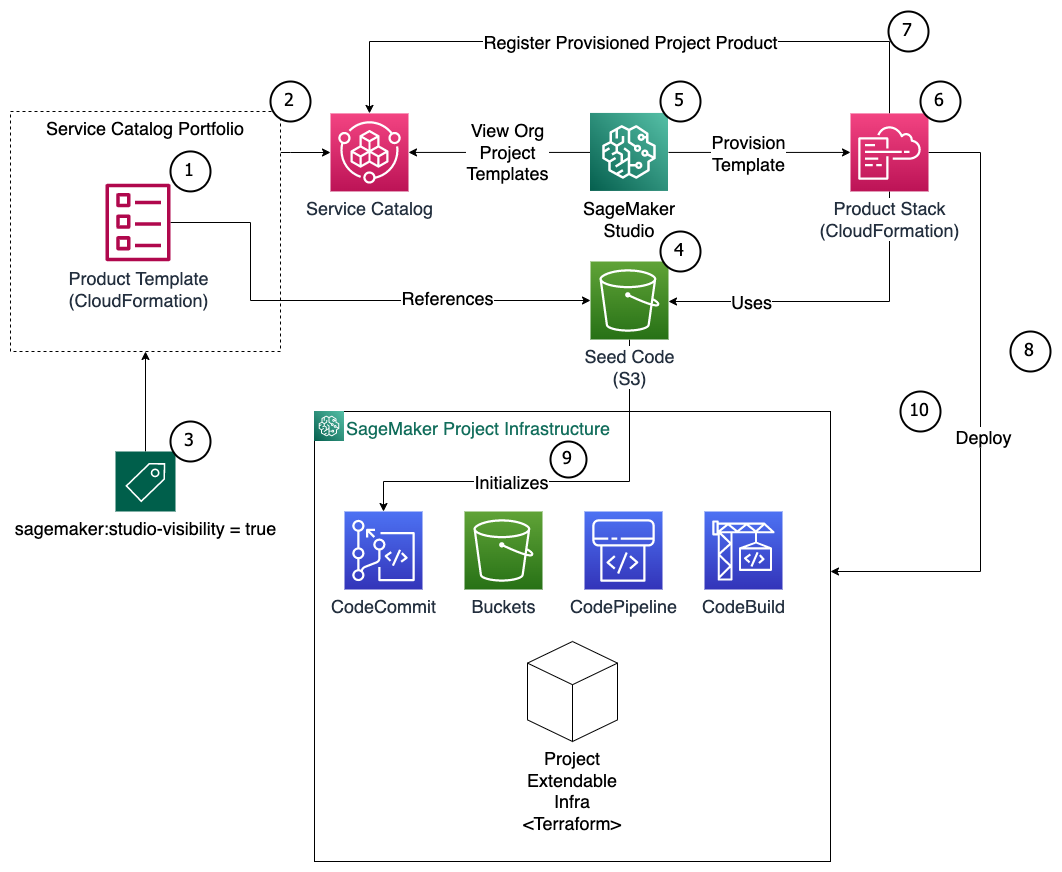 7
Register Provisioned Project Product
2
5
6
Service Catalog Portfolio
1
View Org
Project
Templates
Provision
Template
Service Catalog
SageMaker
Studio
Product Stack
(CloudFormation)
4
Product Template
(CloudFormation)
References
Uses
Seed Code
(S3)
8
10
Deploy
3
SageMaker Project Infrastructure
9
Initializes
sagemaker:studio-visibility = true
CodeCommit
Buckets
CodePipeline
CodeBuild
Project
Extendable
Infra
<Terraform>